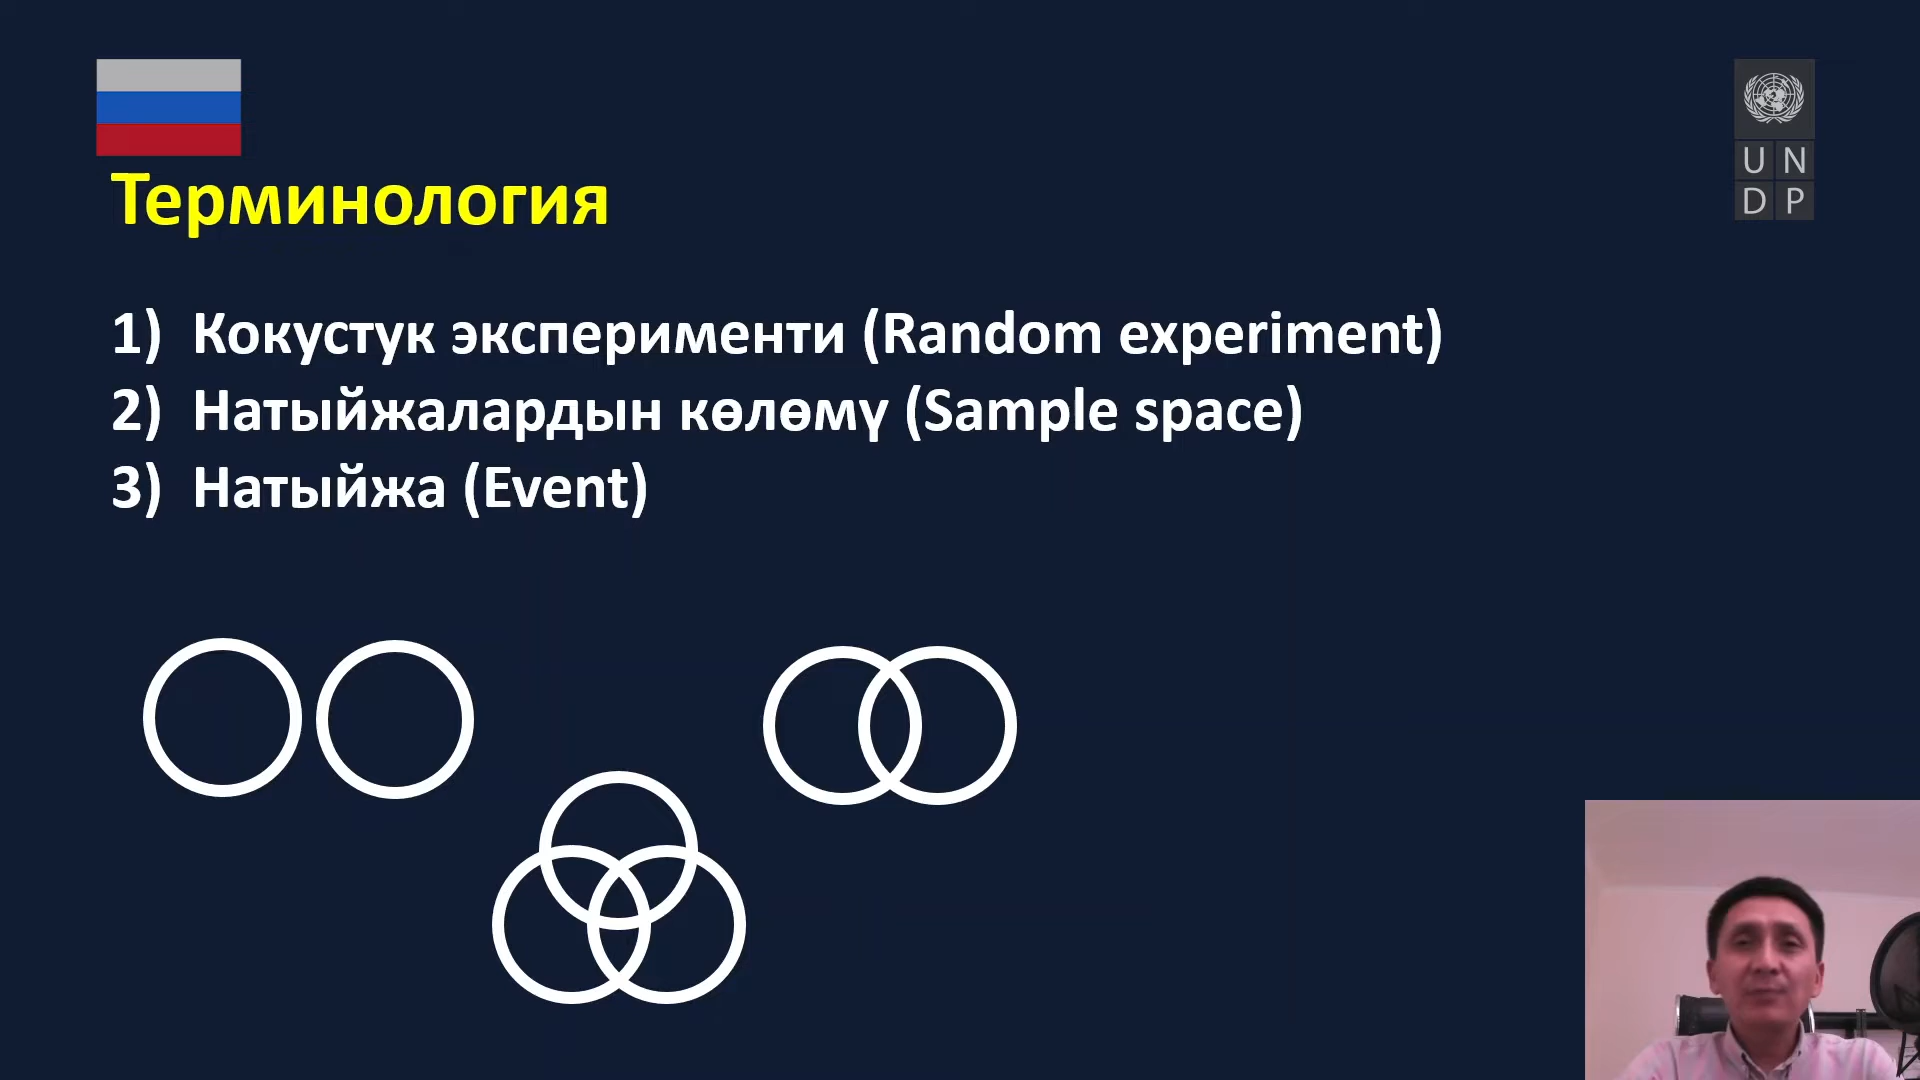 U N
D P
Терминология
1) Кокустук эксперименти (Random experiment)
2) Натыйжалардын көлөмү (Sample space)
3) Натыйжа (Event)